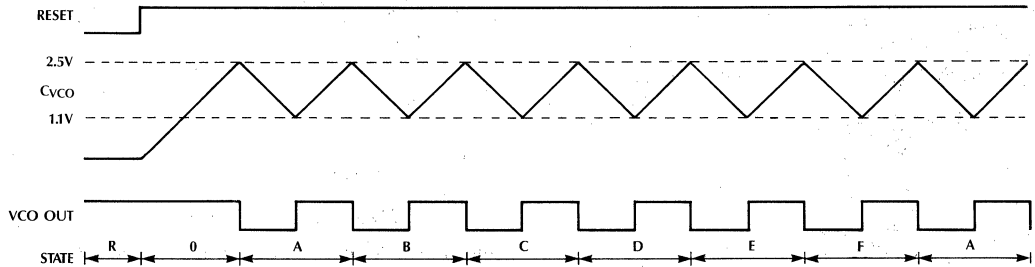 RESET
2.5V
CVCO
1.1V
VCO OUT
R 0 A B C D E F A
STATE